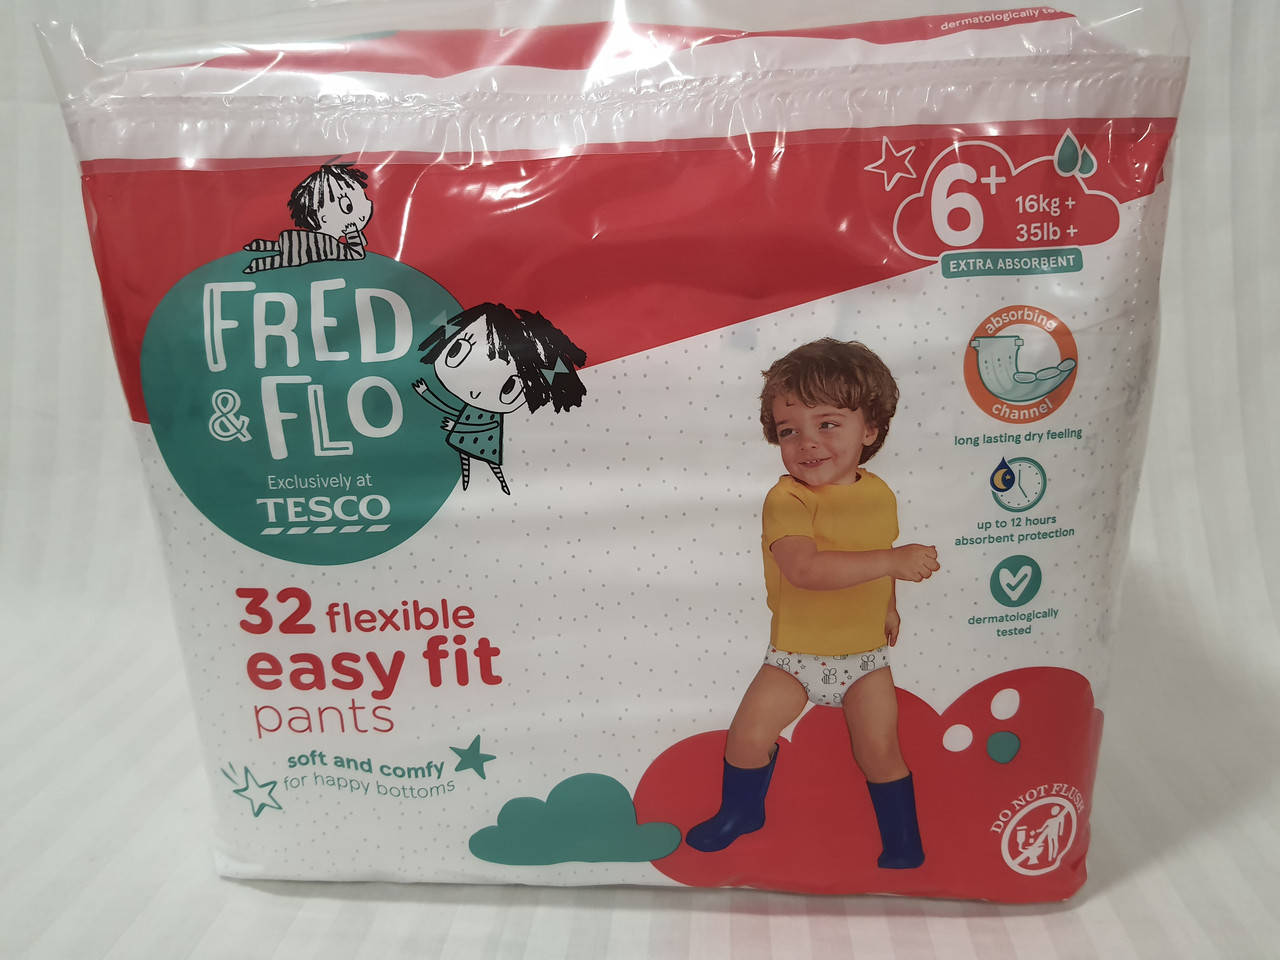 dermatologically
6+
16kg +
35lb +
EXTRA ABSORBENT
FRED
& FLO
Exclusively at
TESCO
absorbing
channel
long lasting dry feeling
up to 12 hours
absorbent protection
dermatologically
tested
32 flexible
easy fit
pants
soft and comfy
for happy bottoms
DO NOT FLUSH